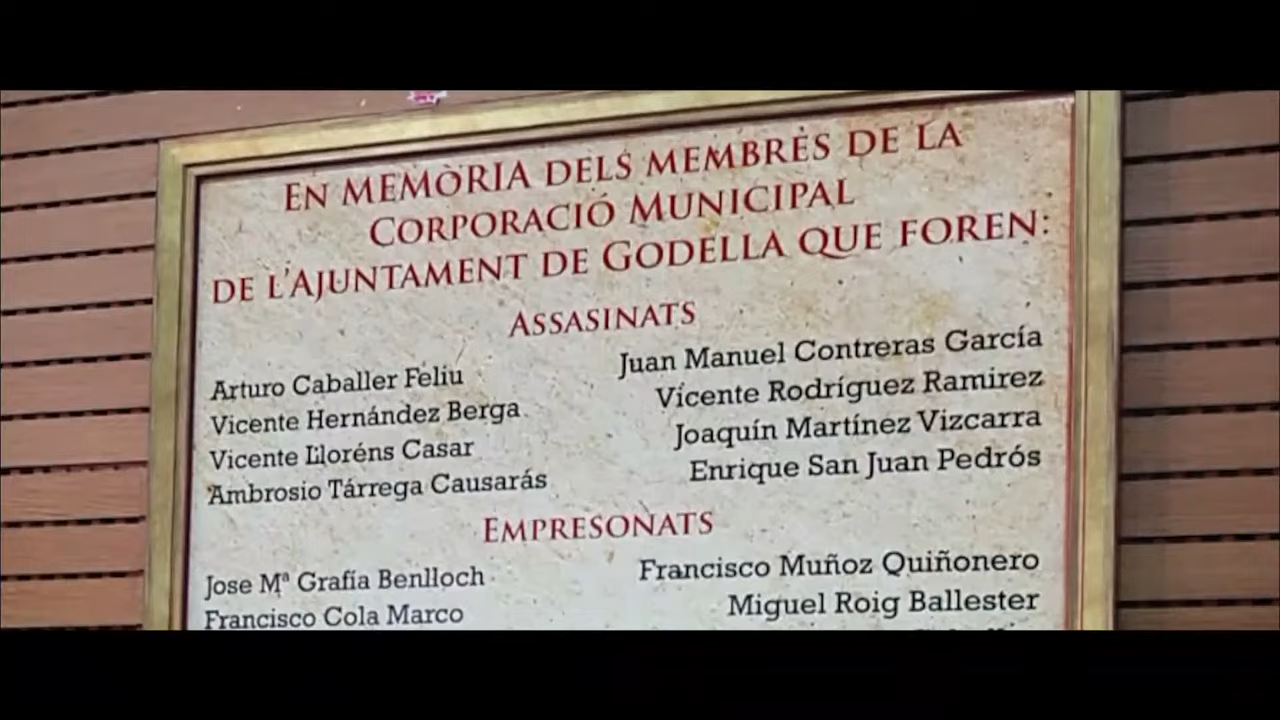 EN MEMÒRIA DELS MEMBRES DE LA
CORPORACIÓ MUNICIPAL
DE L'AJUNTAMENT DE GODELLA QUE FOREN:
ASSASINATS
Arturo Caballer Feliu
Vicente Hernández Berga
Vicente Lloréns Casar
Ambrosio Tárrega Causarás
Juan Manuel Contreras García
Vicente Rodríguez Ramirez
Joaquín Martínez Vizcarra
Enrique San Juan Pedrós
EMPRESONATS
Jose Mª Grafía Benlloch
Francisco Cola Marco
Francisco Muñoz Quiñonero
Miguel Roig Ballester